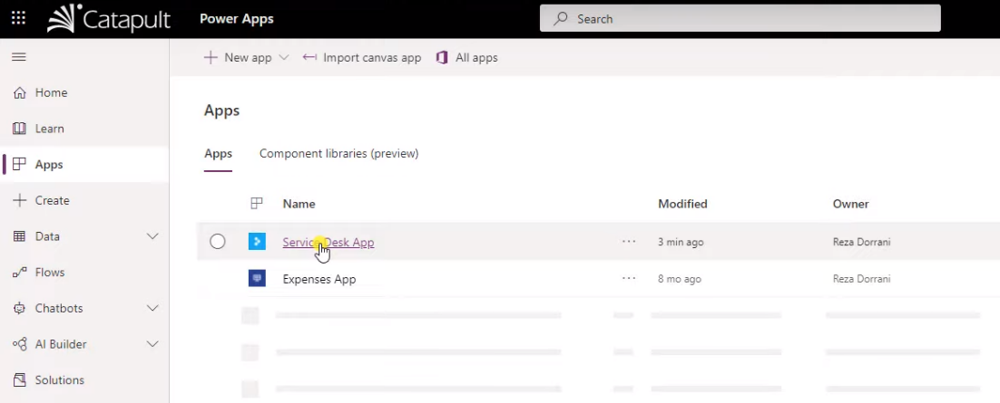 Catapult Power Apps Search
New app Import canvas app All apps
Home
Learn
Apps
Create
Data
Flows
Chatbots
AI Builder
Solutions
Apps
Apps Component libraries (preview)
Name Modified Owner
Service Desk App ... 3 min ago Reza Dorrani
Expenses App ... 8 mo ago Reza Dorrani